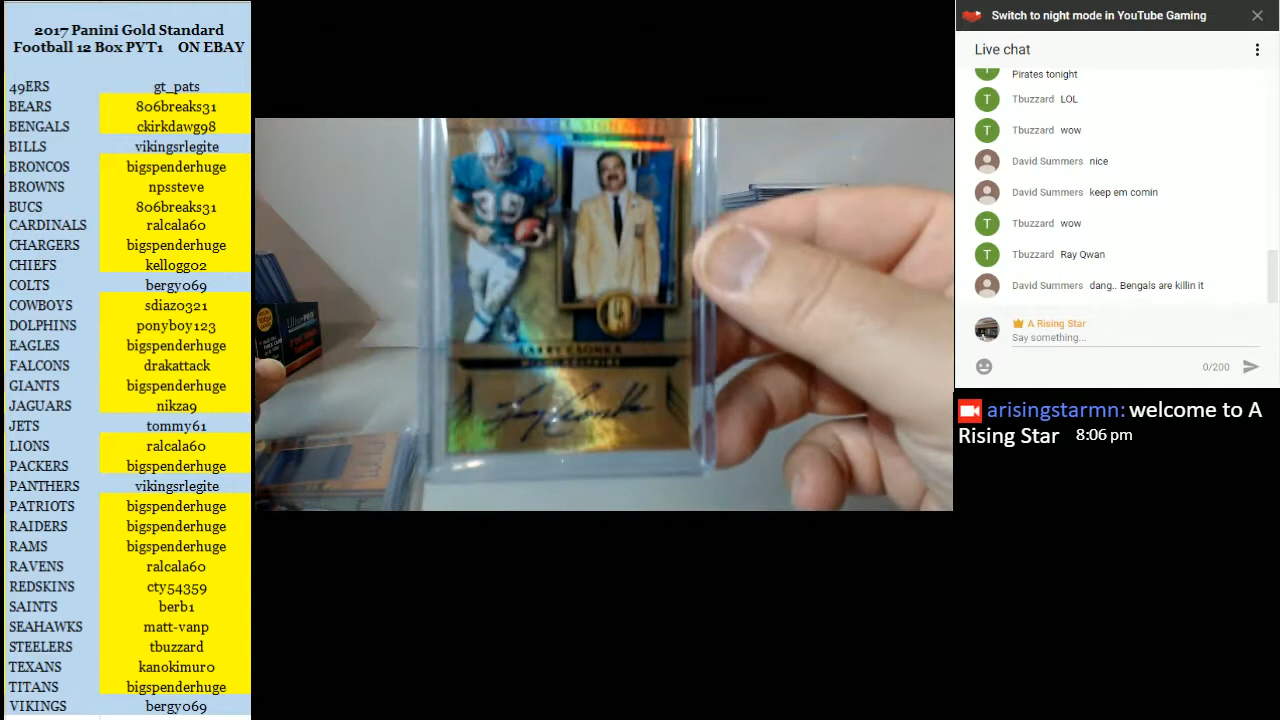 2017 Panini Gold Standard
Football 12 Box PYT1 ON EBAY
49ERS gt_pats
BEARS 806breaks31
BENGALS ckirkdawg98
BILLS vikingsrlegite
BRONCOS bigspenderhuge
BROWNS npssteve
BUCS 806breaks31
CARDINALS ralcala60
CHARGERS bigspenderhuge
CHIEFS kellogg02
COLTS bergy069
COWBOYS sdiaz0321
DOLPHINS ponyboy123
EAGLES bigspenderhuge
FALCONS drakattack
GIANTS bigspenderhuge
JAGUARS nikza9
JETS tommy61
LIONS ralcala60
PACKERS bigspenderhuge
PANTHERS vikingsrlegite
PATRIOTS bigspenderhuge
RAIDERS bigspenderhuge
RAMS bigspenderhuge
RAVENS ralcala60
REDSKINS cty54359
SAINTS berb1
SEAHAWKS matt-vanp
STEELERS tbuzzard
TEXANS kanokimuro
TITANS bigspenderhuge
VIKINGS bergy069
39
LARRY CSONKA
Switch to night mode in YouTube Gaming
Live chat
T Pirates tonight
T Tbuzzard LOL
T Tbuzzard wow
David Summers nice
David Summers keep em comin
T Tbuzzard wow
T Tbuzzard Ray Qwan
David Summers dang.. Bengals are killin it
A Rising Star
Say something...
0/200
arisingstarmn: welcome to A
Rising Star 8:06 pm